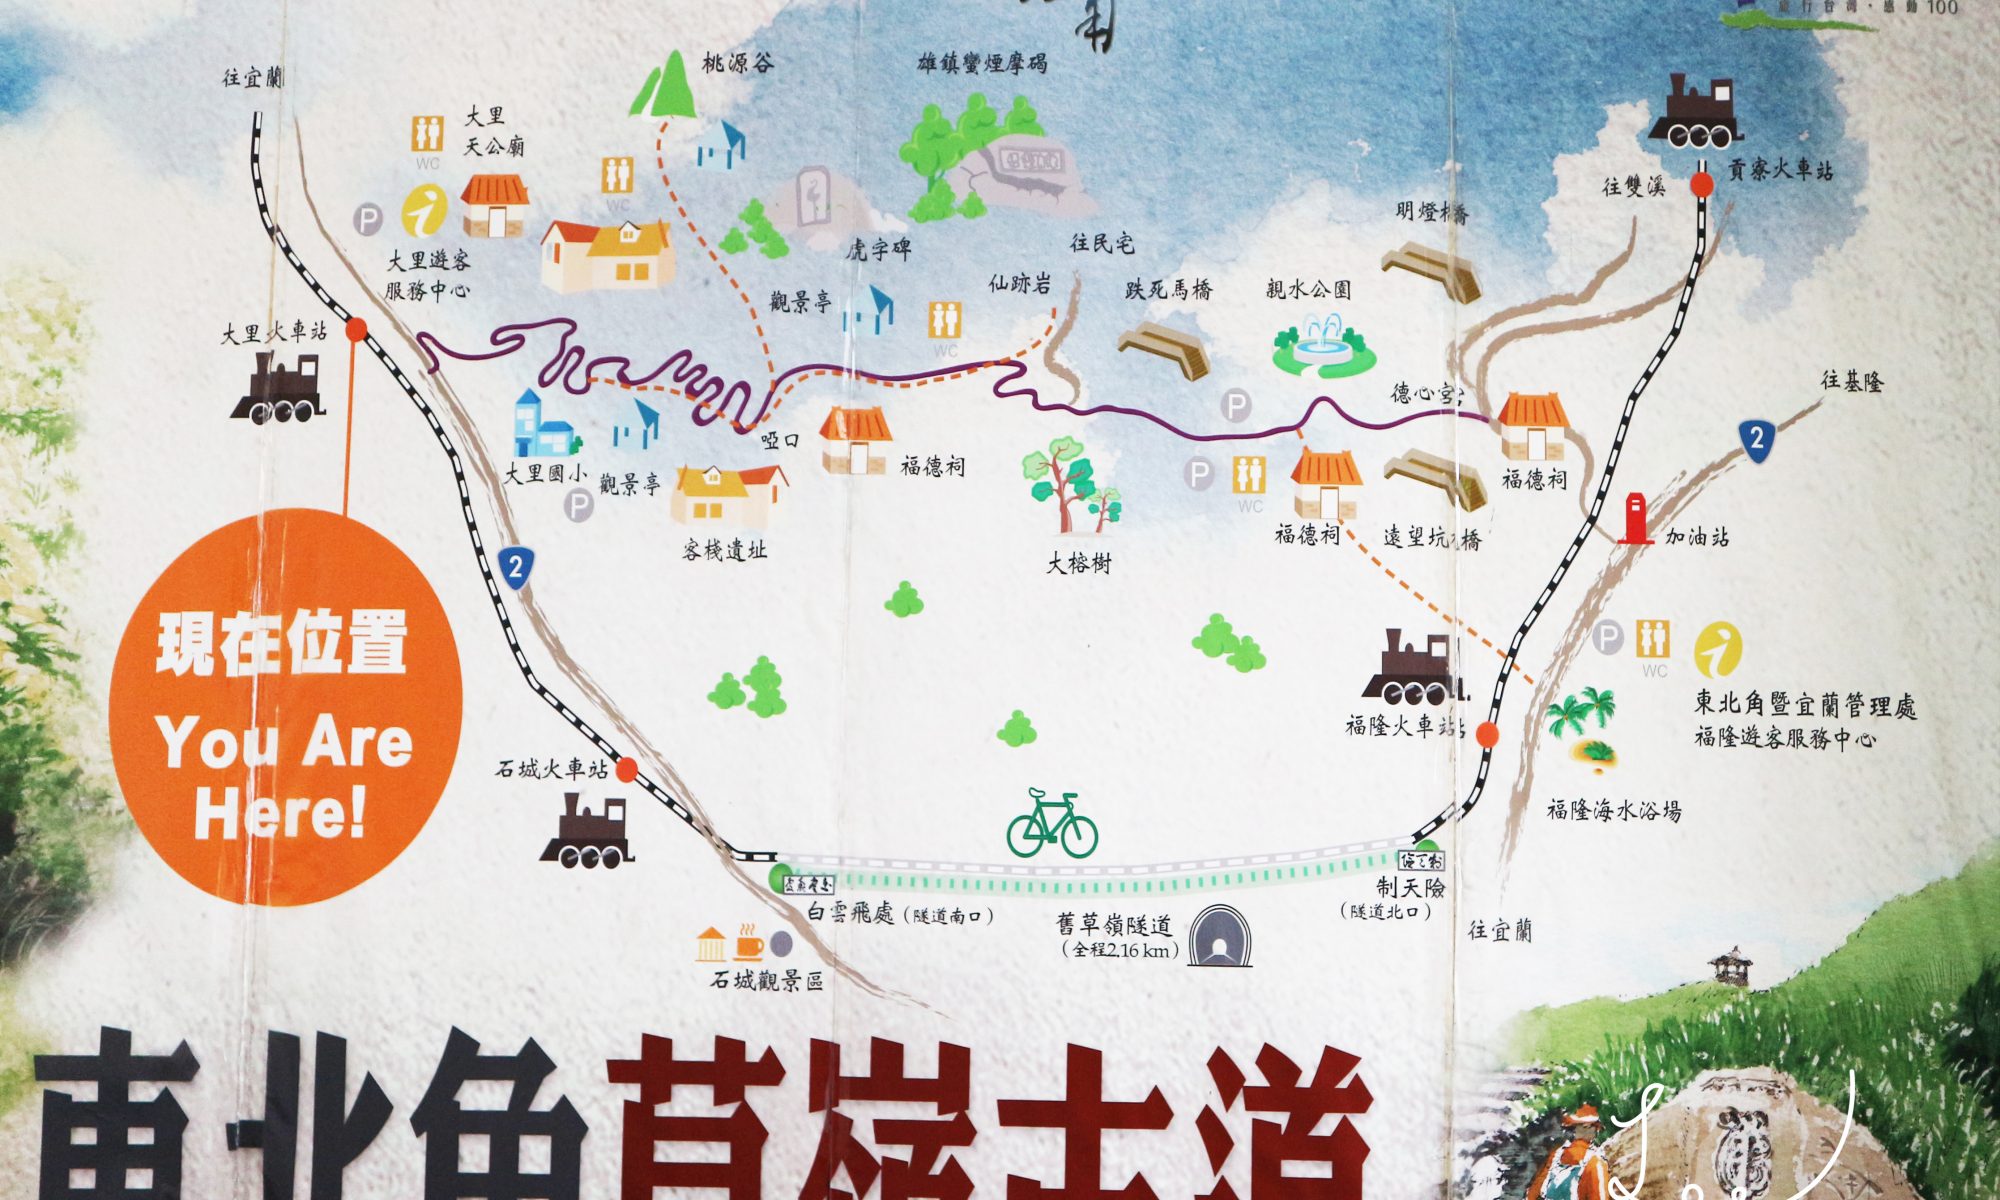 旅行台灣・感動100
往宜蘭
桃源谷
雄鎮蠻煙摩碣
大里
天公廟
WC
貢寮火車站
往雙溪
P
WC
明燈橋
大里遊客
服務中心
虎字碑
往民宅
仙跡岩
跌死馬橋
親水公園
觀景亭
大里火車站
WC
往基隆
德心宮
P
2
啞口
福德祠
大里國小
觀景亭
P
P
WC
福德祠
福德祠
遠望坑橋
加油站
客棧遺址
大榕樹
2
現在位置
You Are
Here!
P
WC
東北角暨宜蘭管理處
福隆遊客服務中心
福隆火車站
石城火車站
福隆海水浴場
制天險
(隧道北口)
白雲飛處(隧道南口)
舊草嶺隧道
(全程2.16 km)
往宜蘭
石城觀景區
東北角草嶺古道